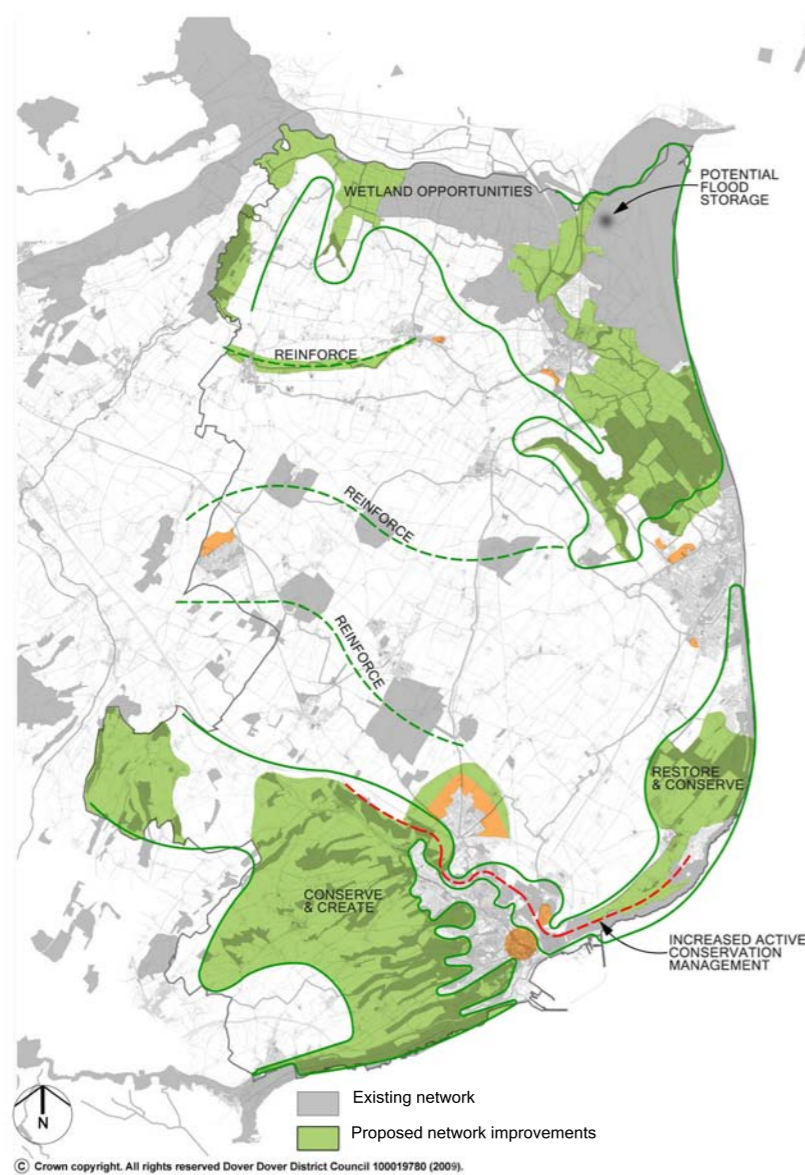 WETLAND OPPORTUNITIES
POTENTIAL
FLOOD
STORAGE
REINFORCE
REINFORCE
REINFORCE
RESTORE
& CONSERVE
CONSERVE
& CREATE
INCREASED ACTIVE
CONSERVATION
MANAGEMENT
N
Existing network
Proposed network improvements
© Crown copyright. All rights reserved Dover Dover District Council 100019780 (2009).